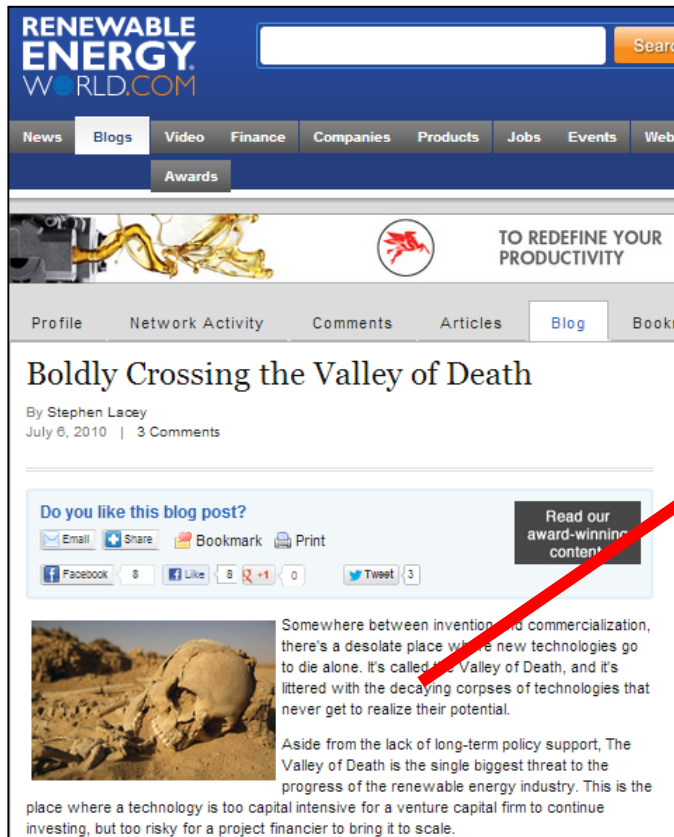 RENEWABLE
ENERGY
WORLD.COM
Sear
News Blogs Video Finance Companies Products Jobs Events Web
Awards
TO REDEFINE YOUR
PRODUCTIVITY
Profile Network Activity Comments Articles Blog Book
Boldly Crossing the Valley of Death
By Stephen Lacey
July 6, 2010 | 3 Comments
Do you like this blog post?
Email Share Bookmark Print
Read our
award-winning
content
Facebook 8 Like 8 +1 0 Tweet 3
Somewhere between invention and commercialization,
there's a desolate place where new technologies go
to die alone. It's called the Valley of Death, and it's
littered with the decaying corpses of technologies that
never get to realize their potential.
Aside from the lack of long-term policy support, The
Valley of Death is the single biggest threat to the
progress of the renewable energy industry. This is the
place where a technology is too capital intensive for a venture capital firm to continue
investing, but too risky for a project financier to bring it to scale.